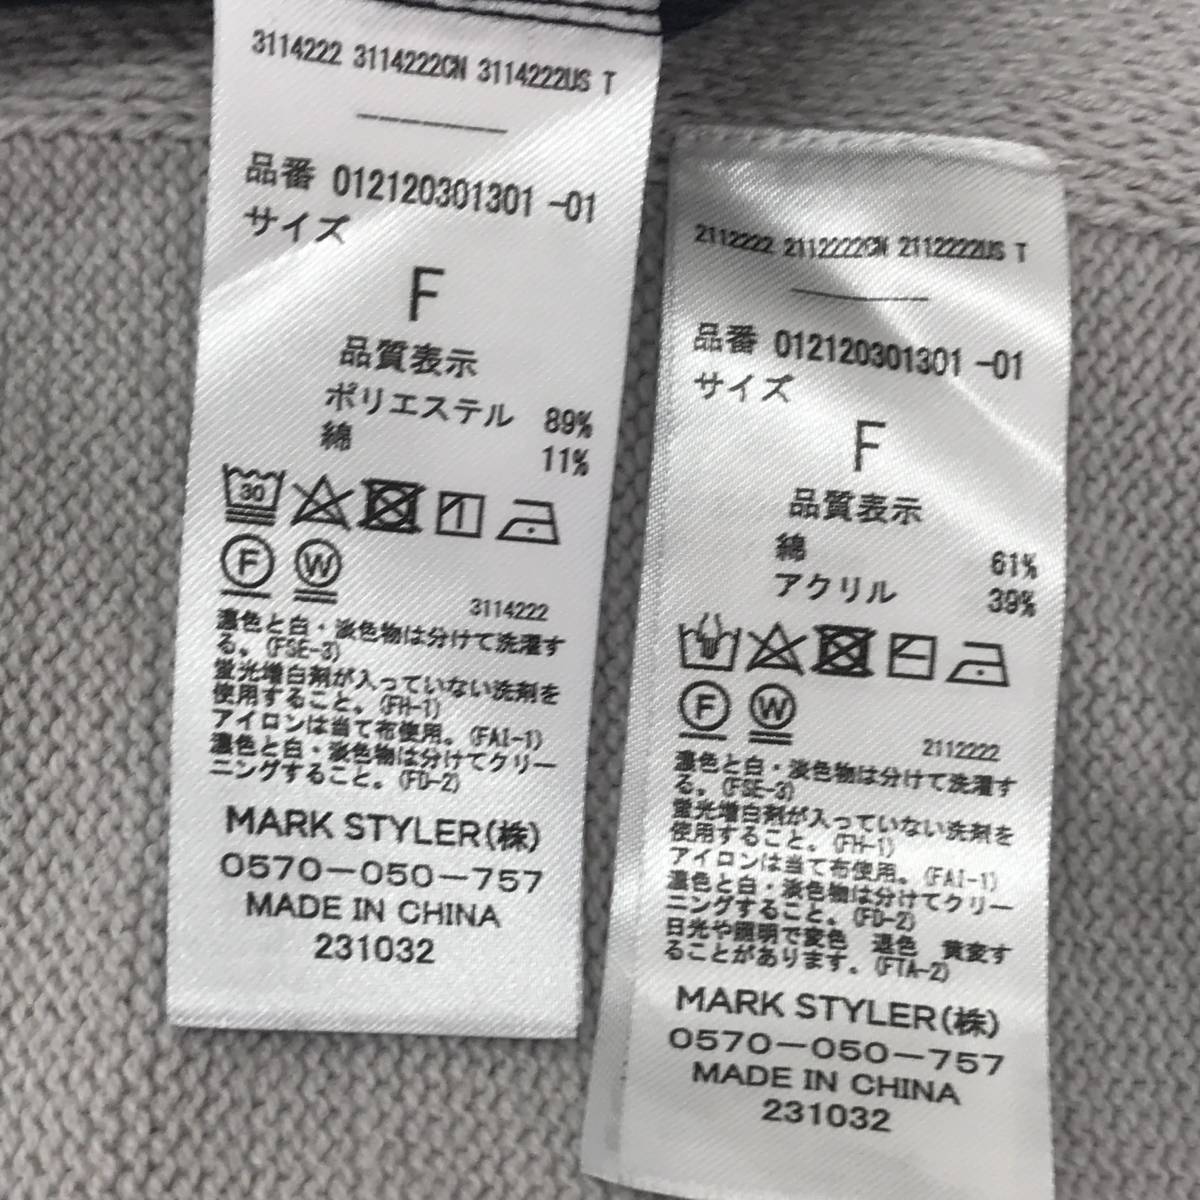 3114222 3114222CN 3114222US T
品番 012120301301 -01
サイズ
F
品質表示
ポリエステル 89%
綿 11%
30
F W
3114222
濃色と白・淡色物は分けて洗濯す
る。(FSE-3)
蛍光増白剤が入っていない洗剤を
使用すること。(FH-1)
アイロンは当て布使用。(FAI-1)
濃色と白・淡色物は分けてクリー
ニングすること。(FD-2)
MARK STYLER(株)
0570-050-757
MADE IN CHINA
231032
2112222 2112222CN 2112222US T
品番 012120301301 -01
サイズ
F
品質表示
綿 61%
アクリル 39%
F W
2112222
濃色と白・淡色物は分けて洗濯す
る。(FSE-3)
蛍光増白剤が入っていない洗剤を
使用すること。(FH-1)
アイロンは当て布使用。(FAI-1)
濃色と白・淡色物は分けてクリー
ニングすること。(FD-2)
日光や照明で変色 退色 黄変す
ることがあります。(FTA-2)
MARK STYLER(株)
0570-050-757
MADE IN CHINA
231032